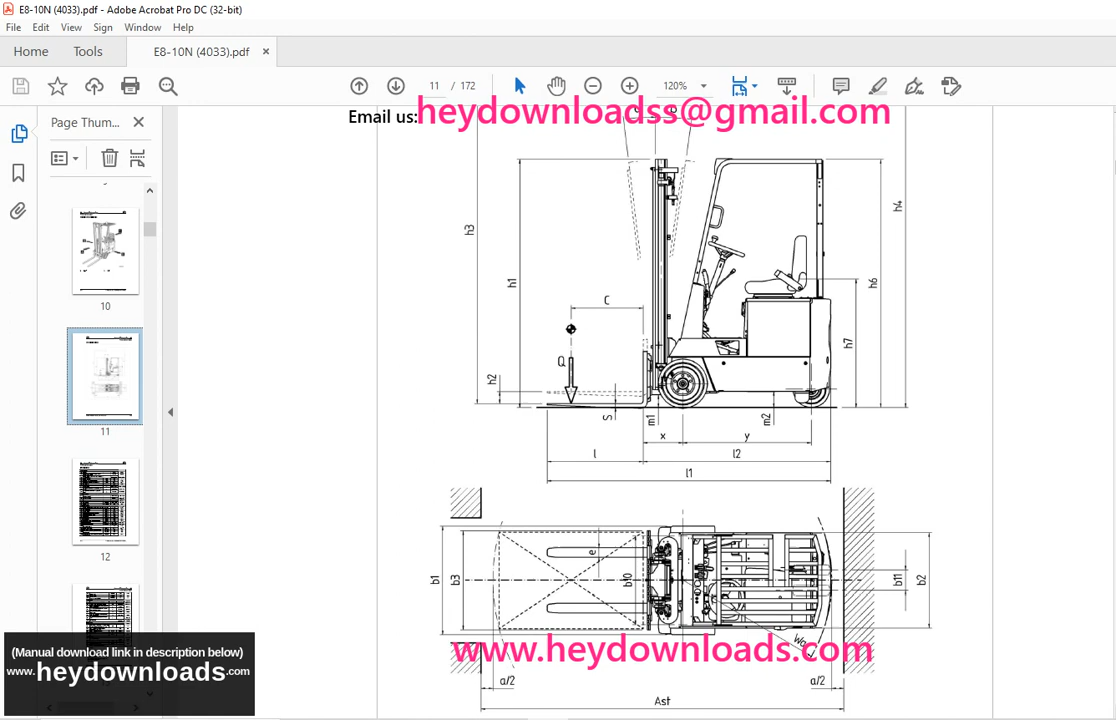 E8-10N (4033).pdf - Adobe Acrobat Pro DC (32-bit)
File Edit View Sign Window Help
Home Tools E8-10N (4033).pdf ×
11 / 172 120%
Email us:heydownloadss@gmail.com
Page Thum...
10
11
12
h3
h1
h4
h6
h7
C
Q
h2
S
m1
m2
x
y
l
l2
l1
e
b1
b3
b10
b11
b2
Wa
www.heydownloads.com
a/2
a/2
Ast
(Manual download link in description below)
www.heydownloads.com